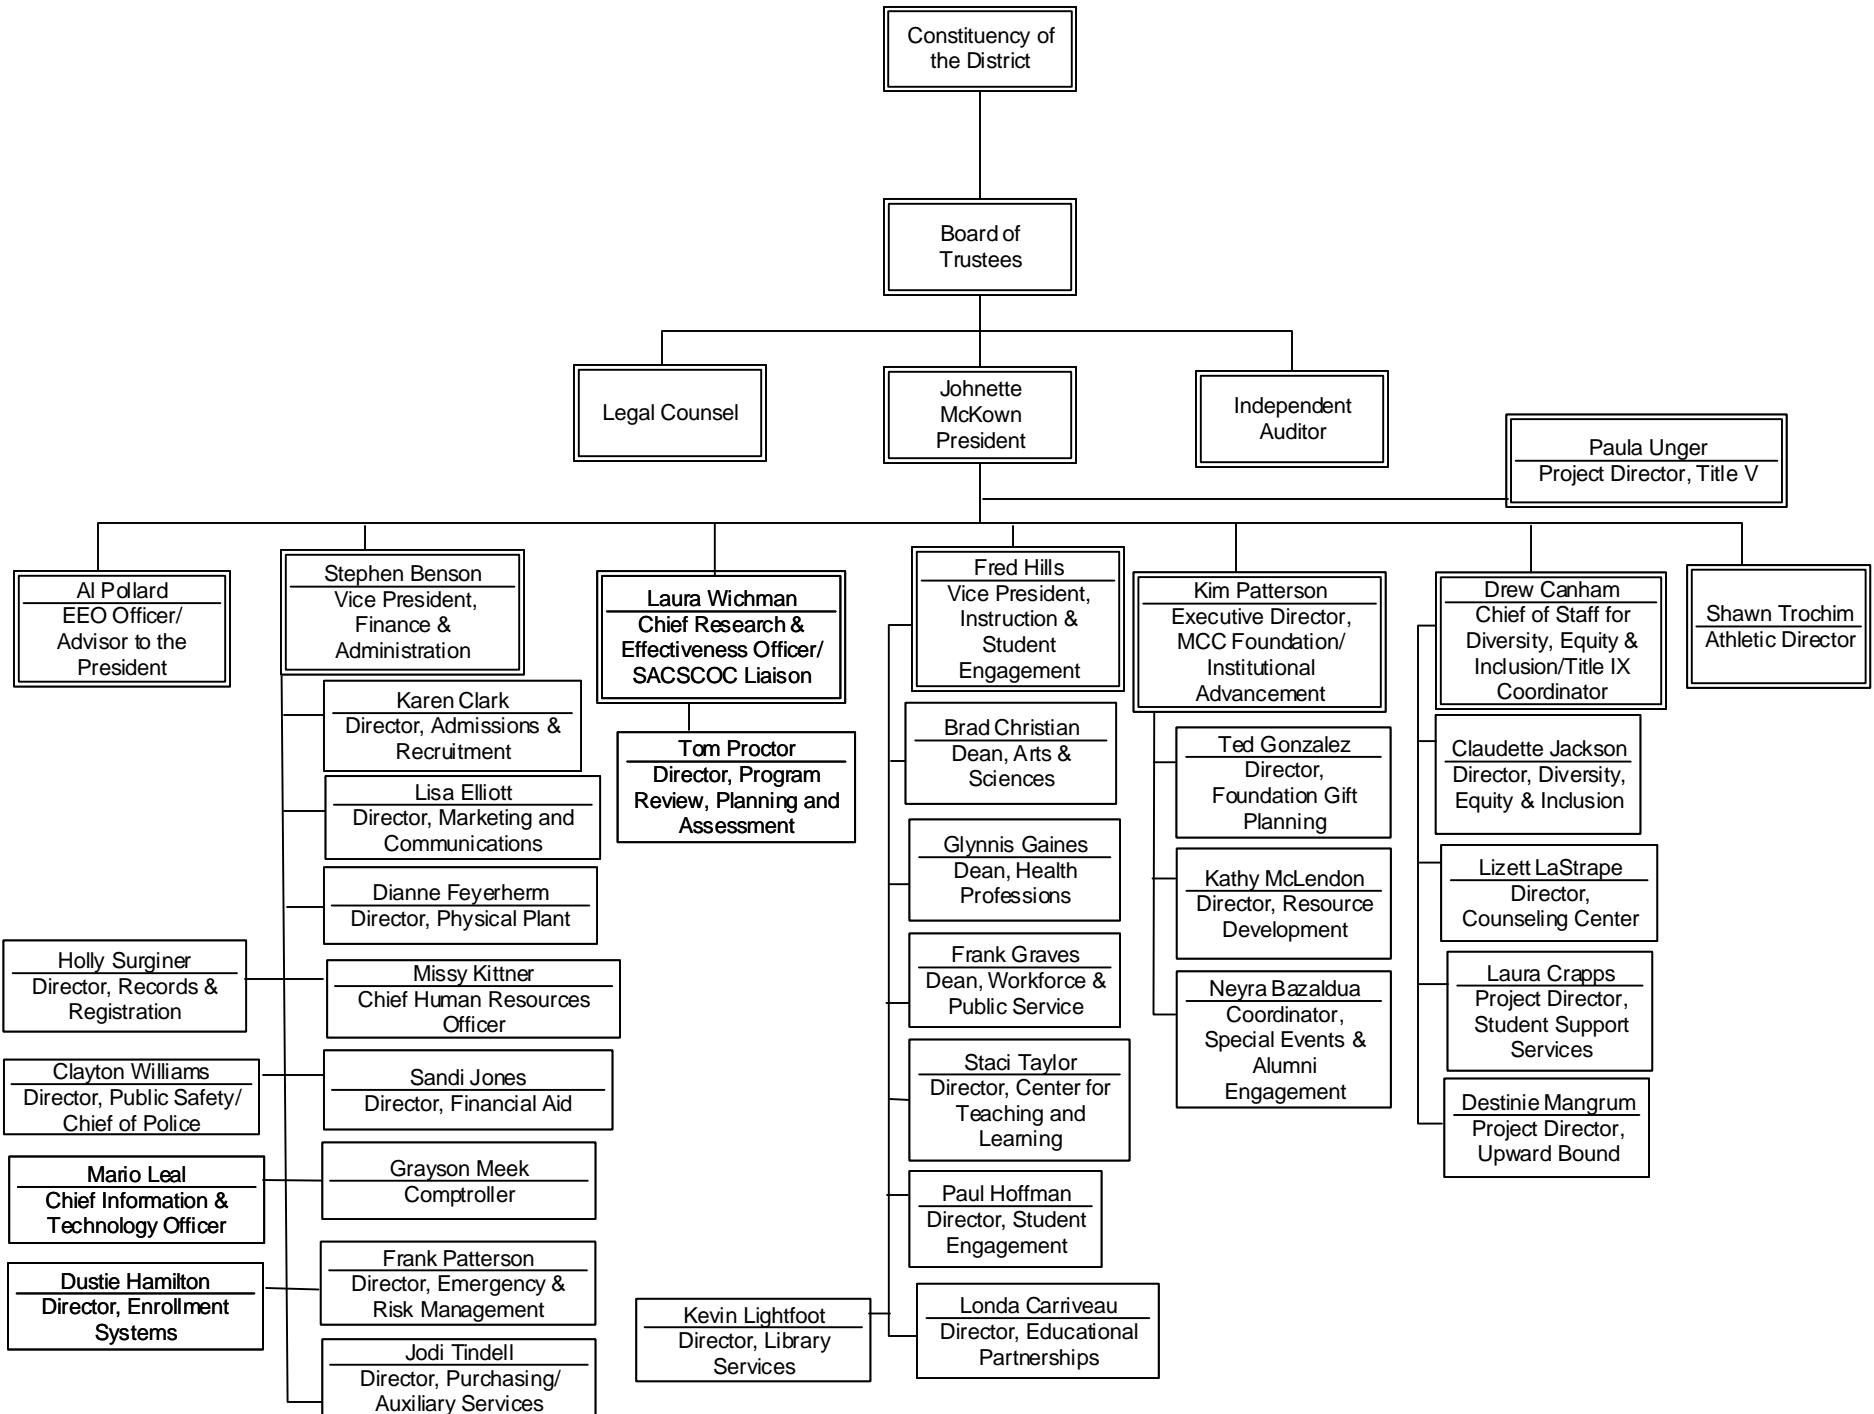 Constituency of
the District
Board of
Trustees
Legal Counsel
Johnette
McKown
President
Independent
Auditor
Paula Unger
Project Director, Title V
Al Pollard
EEO Officer/
Advisor to the
President
Stephen Benson
Vice President,
Finance &
Administration
Karen Clark
Director, Admissions &
Recruitment
Lisa Elliott
Director, Marketing and
Communications
Dianne Feyerherm
Director, Physical Plant
Holly Surginer
Director, Records &
Registration
Missy Kittner
Chief Human Resources
Officer
Clayton Williams
Director, Public Safety/
Chief of Police
Sandi Jones
Director, Financial Aid
Mario Leal
Chief Information &
Technology Officer
Grayson Meek
Comptroller
Dustie Hamilton
Director, Enrollment
Systems
Frank Patterson
Director, Emergency &
Risk Management
Jodi Tindell
Director, Purchasing/
Auxiliary Services
Laura Wichman
Chief Research &
Effectiveness Officer/
SACSCOC Liaison
Tom Proctor
Director, Program
Review, Planning and
Assessment
Fred Hills
Vice President,
Instruction &
Student
Engagement
Brad Christian
Dean, Arts &
Sciences
Glynnis Gaines
Dean, Health
Professions
Frank Graves
Dean, Workforce &
Public Service
Staci Taylor
Director, Center for
Teaching and
Learning
Paul Hoffman
Director, Student
Engagement
Kevin Lightfoot
Director, Library
Services
Londa Carriveau
Director, Educational
Partnerships
Kim Patterson
Executive Director,
MCC Foundation/
Institutional
Advancement
Ted Gonzalez
Director,
Foundation Gift
Planning
Kathy McLendon
Director, Resource
Development
Neyra Bazaldua
Coordinator,
Special Events &
Alumni
Engagement
Drew Canham
Chief of Staff for
Diversity, Equity &
Inclusion/Title IX
Coordinator
Claudette Jackson
Director, Diversity,
Equity & Inclusion
Lizett LaStrape
Director,
Counseling Center
Laura Crapps
Project Director,
Student Support
Services
Destinie Mangrum
Project Director,
Upward Bound
Shawn Trochim
Athletic Director